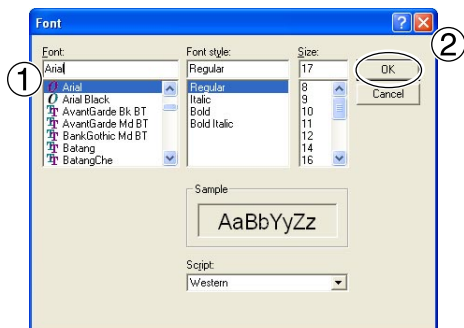 Font
②
Font: Font style: Size:
Arial Regular 17 OK
①
Arial Regular 8 Cancel
Arial Black Italic 9
AvantGarde Bk BT Bold 10
AvantGarde Md BT Bold Italic 11
BankGothic Md BT 12
Batang 14
BatangChe 16
Sample
AaBbYyZz
Script:
Western